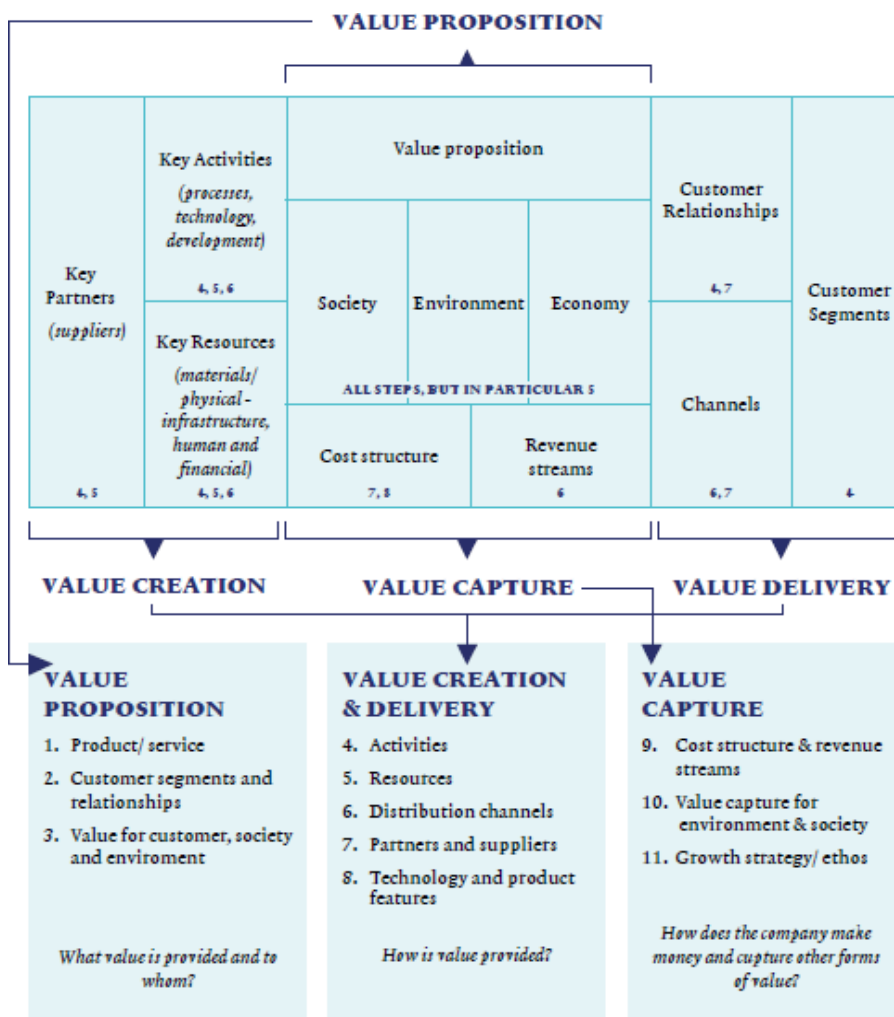 VALUE PROPOSITION
Key
Partners
(suppliers)
4, 5
Key Activities
(processes,
technology,
development)
4, 5, 6
Key Resources
(materials/
physical -
infrastructure,
human and
financial)
4, 5, 6
Value proposition
Society
Environment
Economy
ALL STEPS, BUT IN PARTICULAR 5
Cost structure
7, 8
Revenue
streams
6
Customer
Relationships
4, 7
Channels
6, 7
Customer
Segments
4
VALUE CREATION
VALUE CAPTURE
VALUE DELIVERY
VALUE
PROPOSITION
1. Product/ service
2. Customer segments and
relationships
3. Value for customer, society
and enviroment
What value is provided and to
whom?
VALUE CREATION
& DELIVERY
4. Activities
5. Resources
6. Distribution channels
7. Partners and suppliers
8. Technology and product
features
How is value provided?
VALUE
CAPTURE
9. Cost structure & revenue
streams
10. Value capture for
environment & society
11. Growth strategy/ ethos
How does the company make
money and cupture other forms
of value?